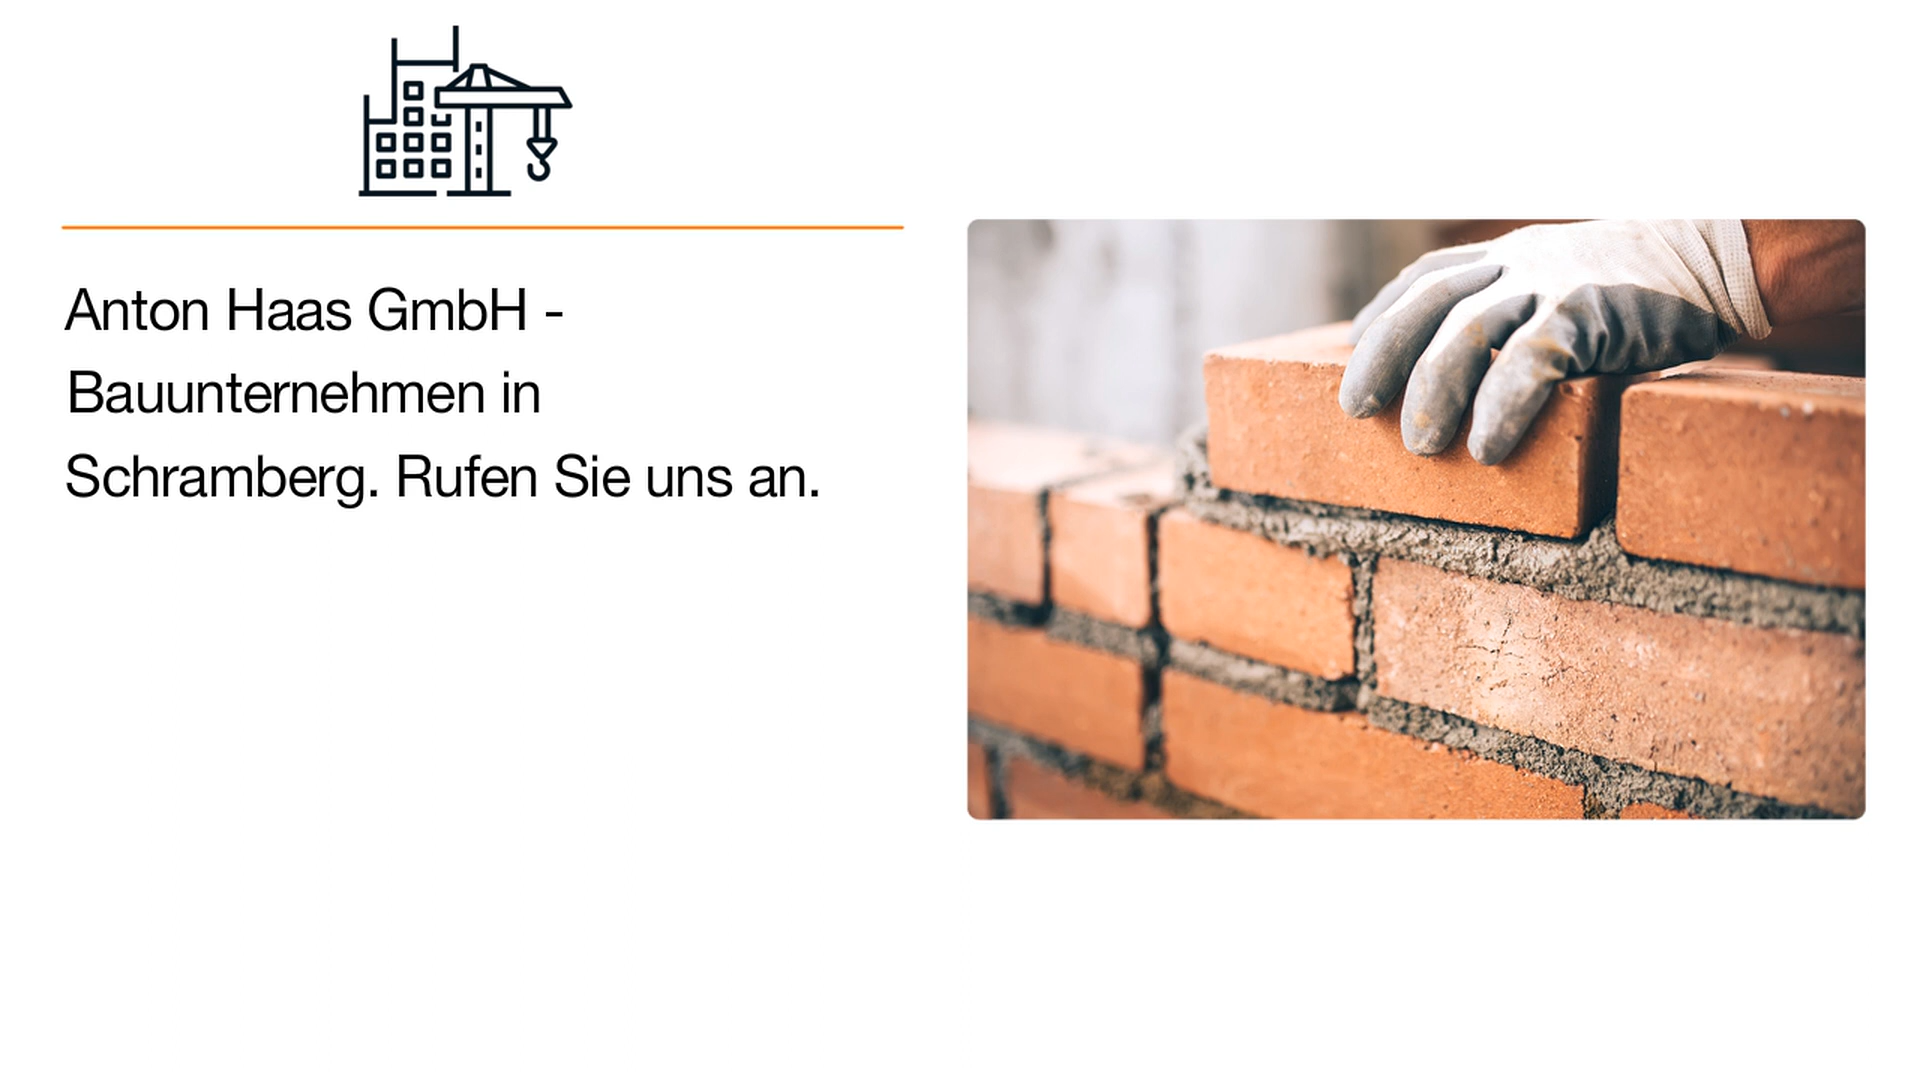 Anton Haas GmbH -
Bauunternehmen in
Schramberg. Rufen Sie uns an.